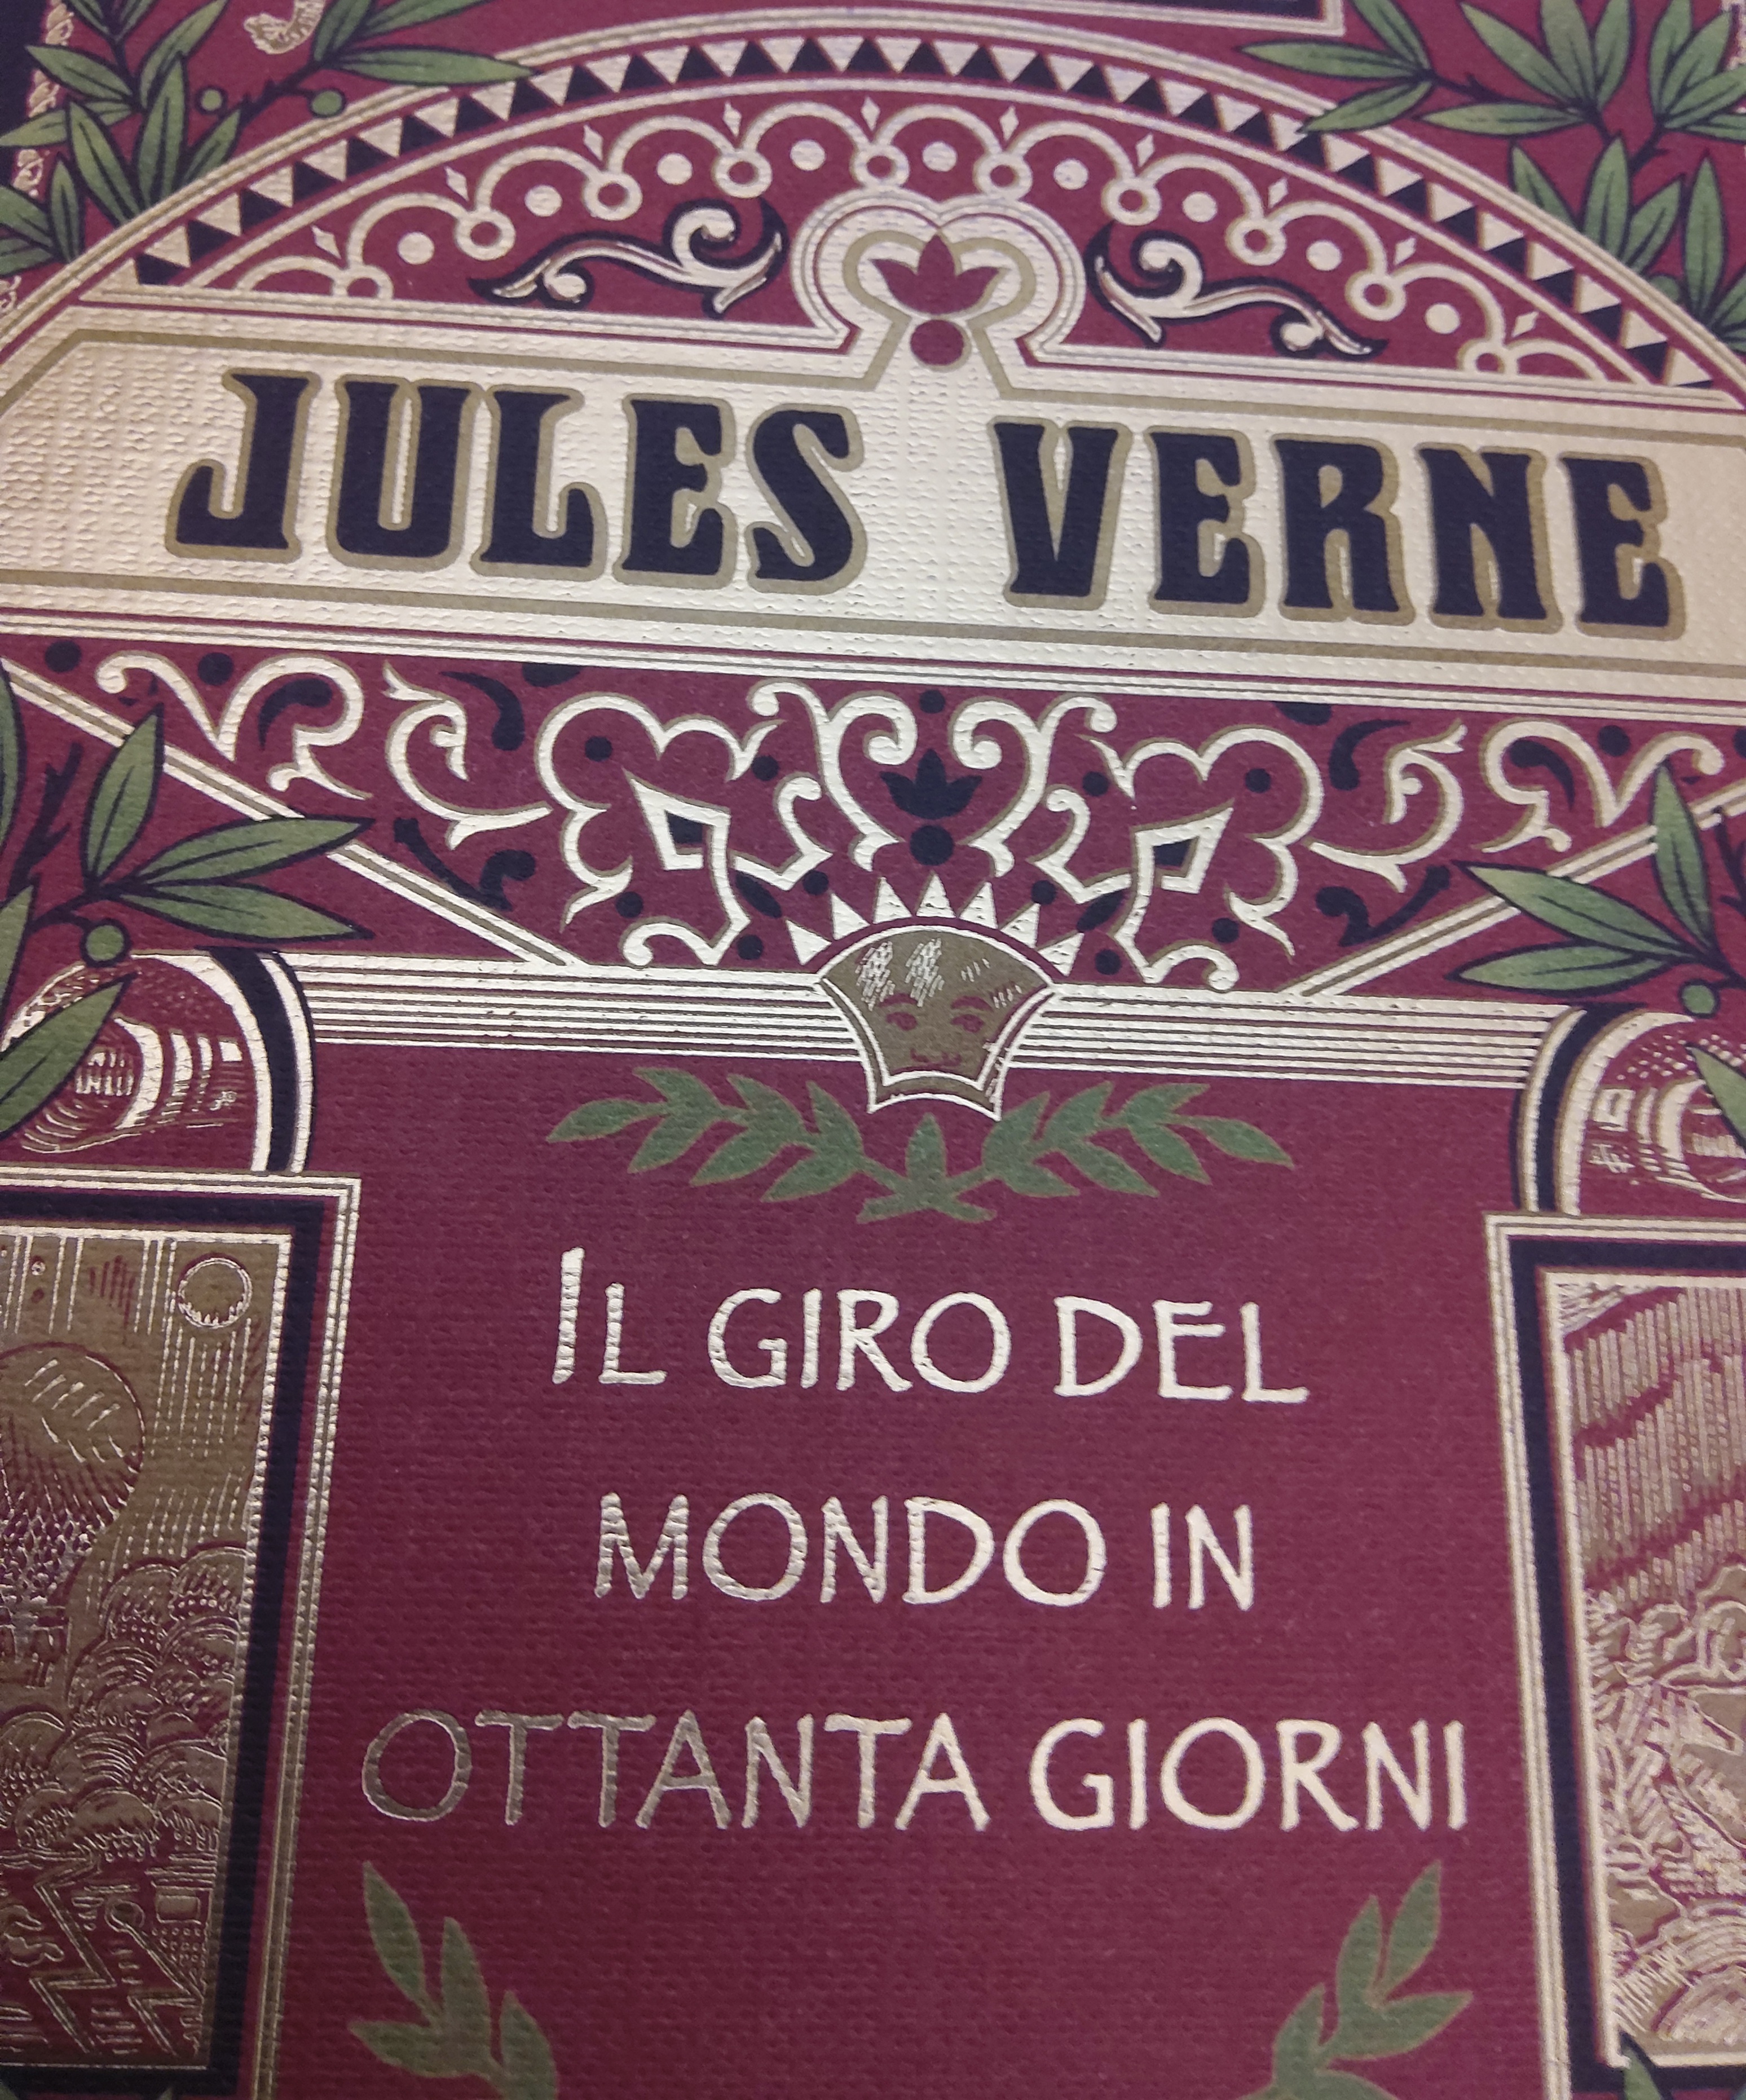 JULES VERNE
IL GIRO DEL
MONDO IN
OTTANTA GIORNI